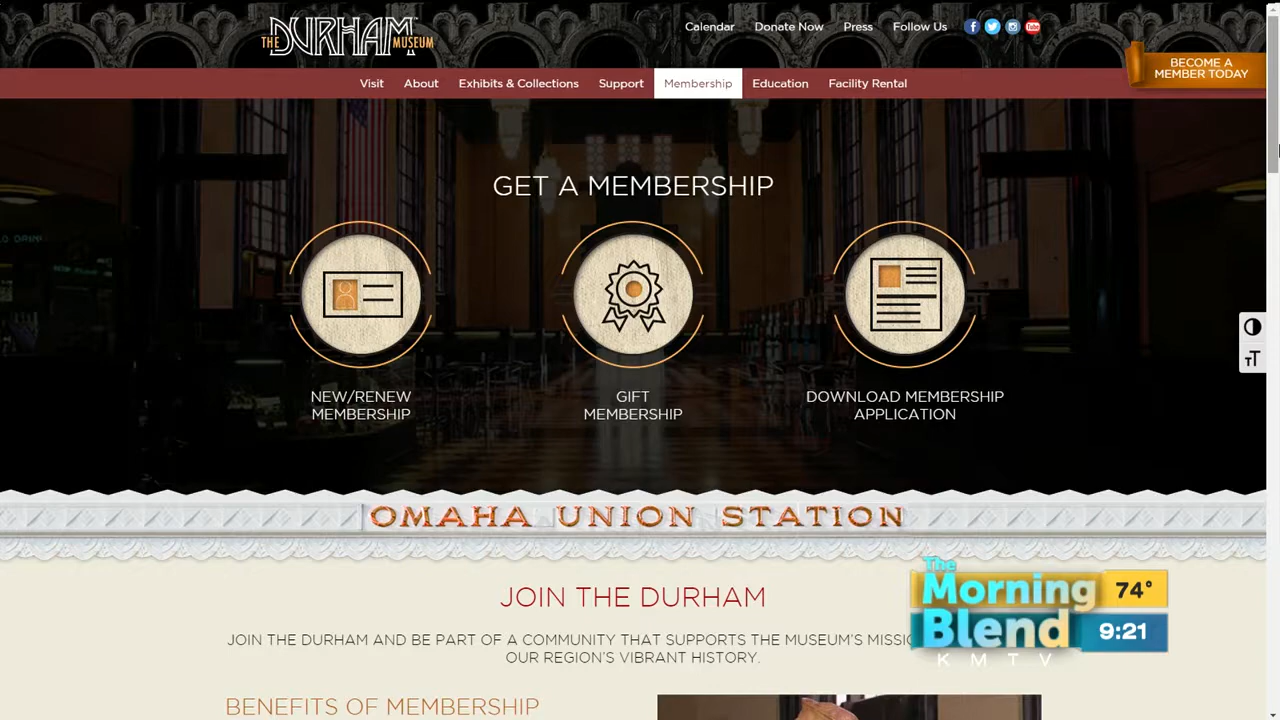 THE DURHAM MUSEUM
Calendar Donate Now Press Follow Us
You Tube
BECOME A
MEMBER TODAY
Visit About Exhibits & Collections Support Membership Education Facility Rental
GET A MEMBERSHIP
NEW/RENEW
MEMBERSHIP
GIFT
MEMBERSHIP
DOWNLOAD MEMBERSHIP
APPLICATION
OMAHA UNION STATION
JOIN THE DURHAM
JOIN THE DURHAM AND BE PART OF A COMMUNITY THAT SUPPORTS THE MUSEUM'S
OUR REGION'S VIBRANT HISTORY.
The
Morning
Blend
KMTV
74°
9:21
BENEFITS OF MEMBERSHIP